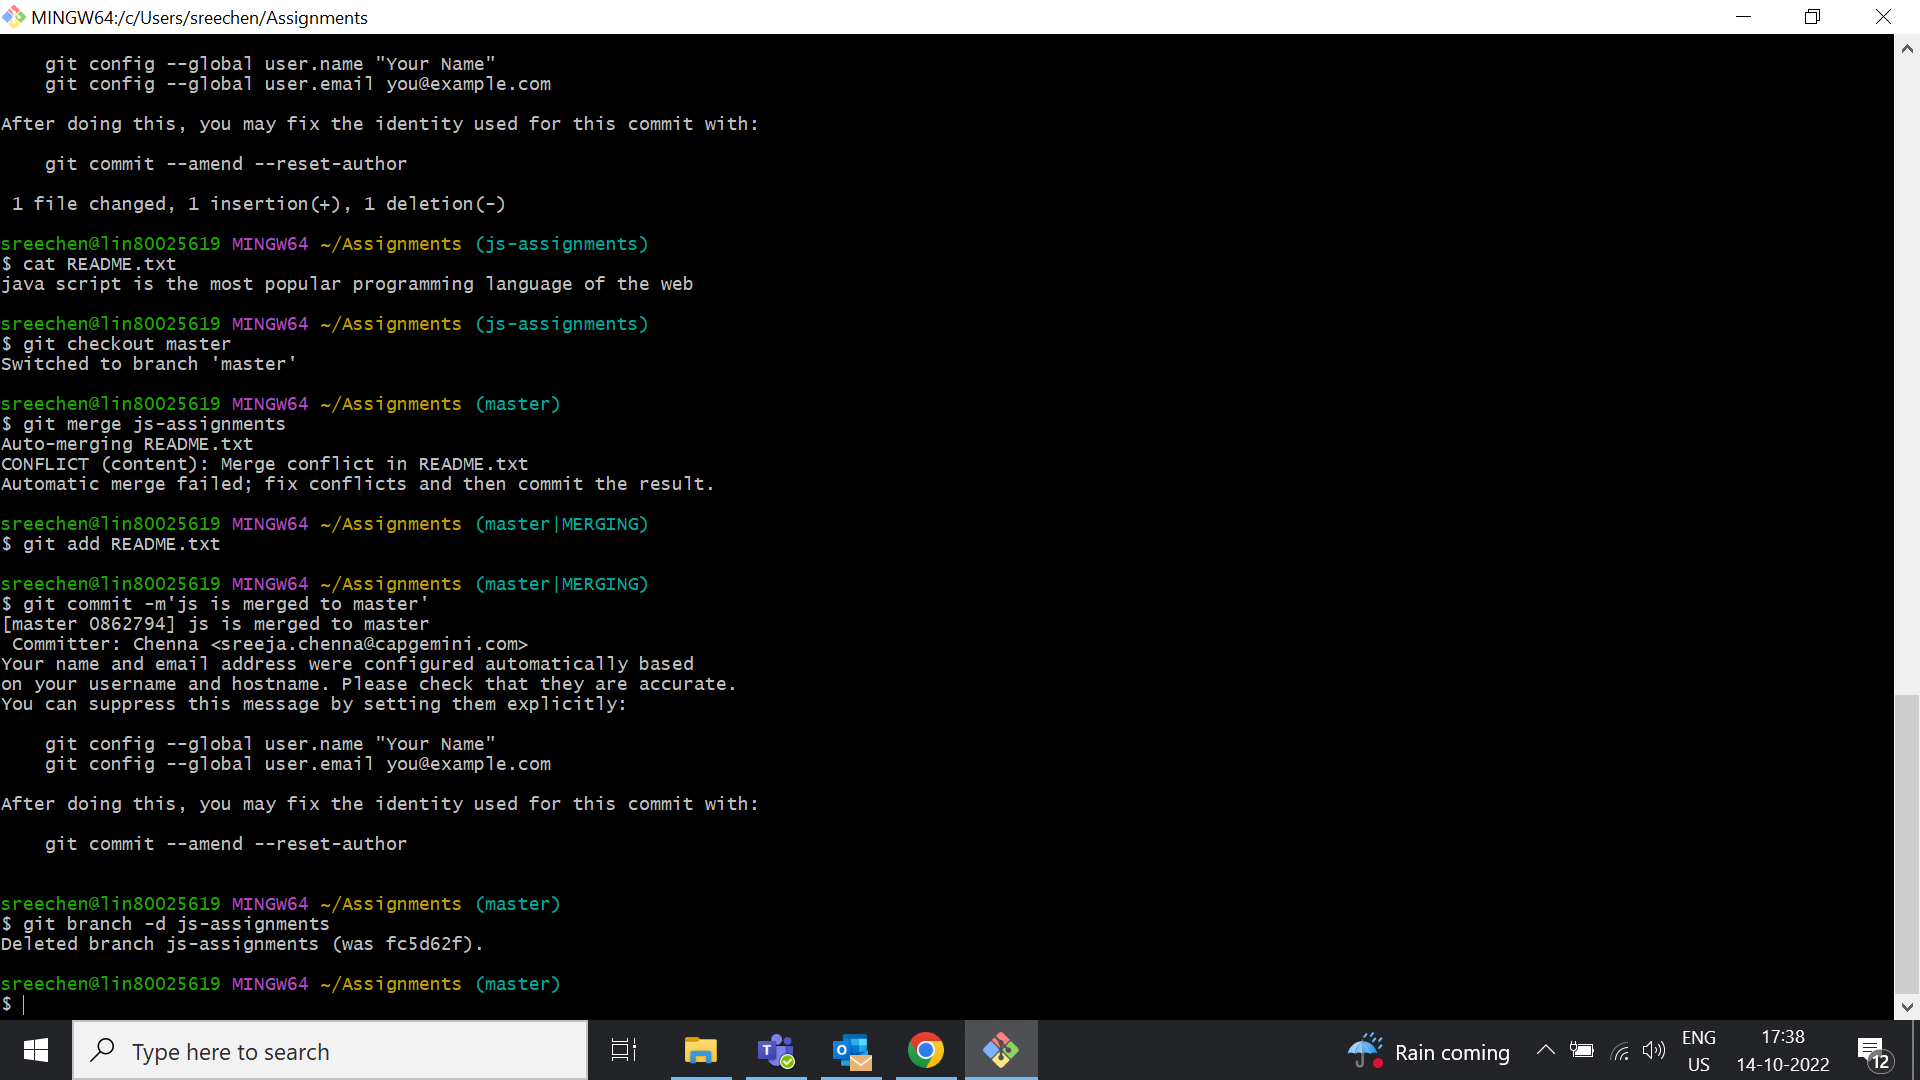 MINGW64:/c/Users/sreechen/Assignments
git config --global user.name "Your Name"
git config --global user.email you@example.com
After doing this, you may fix the identity used for this commit with:
git commit --amend --reset-author
1 file changed, 1 insertion(+), 1 deletion(-)
sreechen@lin80025619 MINGW64 ~/Assignments (js-assignments)
$ cat README.txt
java script is the most popular programming language of the web
sreechen@lin80025619 MINGW64 ~/Assignments (js-assignments)
$ git checkout master
Switched to branch 'master'
sreechen@lin80025619 MINGW64 ~/Assignments (master)
$ git merge js-assignments
Auto-merging README.txt
CONFLICT (content): Merge conflict in README.txt
Automatic merge failed; fix conflicts and then commit the result.
sreechen@lin80025619 MINGW64 ~/Assignments (master|MERGING)
$ git add README.txt
sreechen@lin80025619 MINGW64 ~/Assignments (master|MERGING)
$ git commit -m'js is merged to master'
[master 0862794] js is merged to master
Committer: Chenna <sreeja.chenna@capgemini.com>
Your name and email address were configured automatically based
on your username and hostname. Please check that they are accurate.
You can suppress this message by setting them explicitly:
git config --global user.name "Your Name"
git config --global user.email you@example.com
After doing this, you may fix the identity used for this commit with:
git commit --amend --reset-author
sreechen@lin80025619 MINGW64 ~/Assignments (master)
$ git branch -d js-assignments
Deleted branch js-assignments (was fc5d62f).
sreechen@lin80025619 MINGW64 ~/Assignments (master)
$
Type here to search
Rain coming
ENG
US
17:38
14-10-2022
12